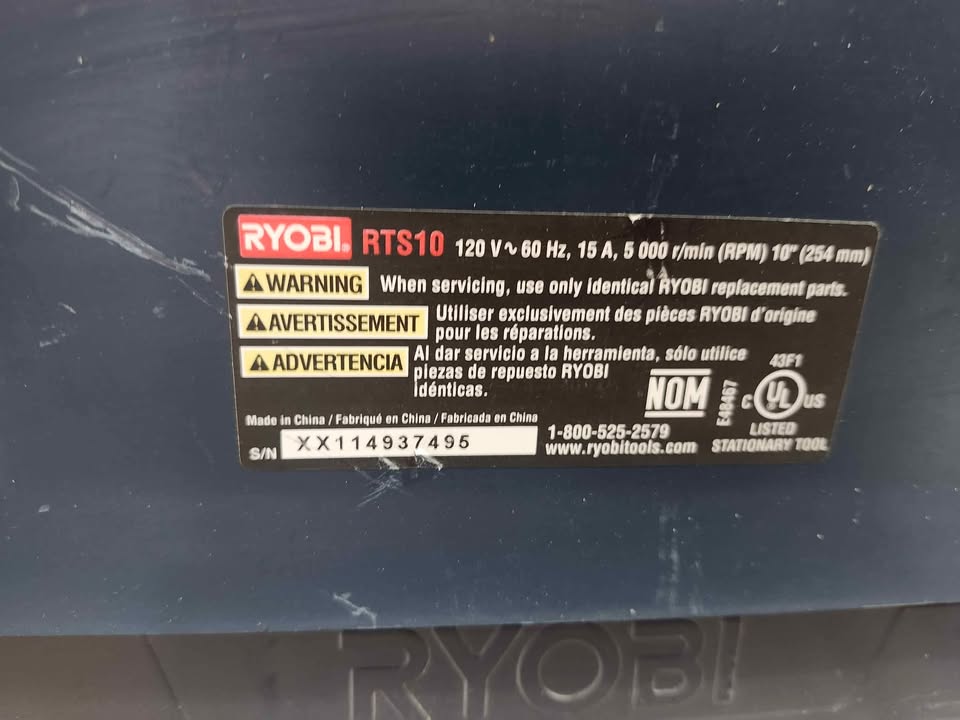 RYOBI® RTS10 120 V~60 Hz, 15 A, 5 000 r/min (RPM) 10" (254 mm)
WARNING When servicing, use only identical RYOBI replacement parts.
AVERTISSEMENT Utiliser exclusivement des pièces RYOBI d'origine
pour les réparations.
ADVERTENCIA Al dar servicio a la herramienta, sólo utilice
piezas de repuesto RYOBI
idénticas.
NOM
E48467
43F1
C UL US
LISTED
STATIONARY TOOL
Made in China / Fabriqué en China / Fabricada en China
S/N XX114937495
1-800-525-2579
www.ryobitools.com
RYOBI